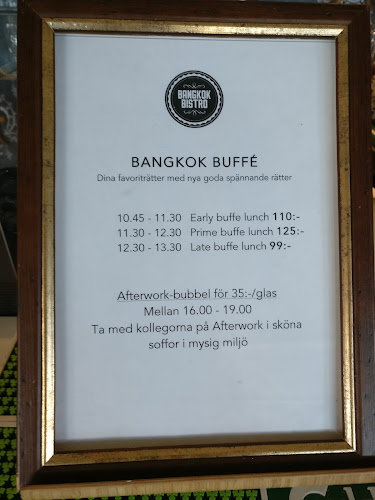 BANGKOK
BISTRO
BANGKOK BUFFÉ
Dina favoriträtter med nya goda spännande rätter
10.45 - 11.30 Early buffe lunch 110:-
11.30 - 12.30 Prime buffe lunch 125:-
12.30 - 13.30 Late buffe lunch 99:-
Afterwork-bubbel för 35:-/glas
Mellan 16.00 - 19.00
Ta med kollegorna på Afterwork i sköna
soffor i mysig miljö